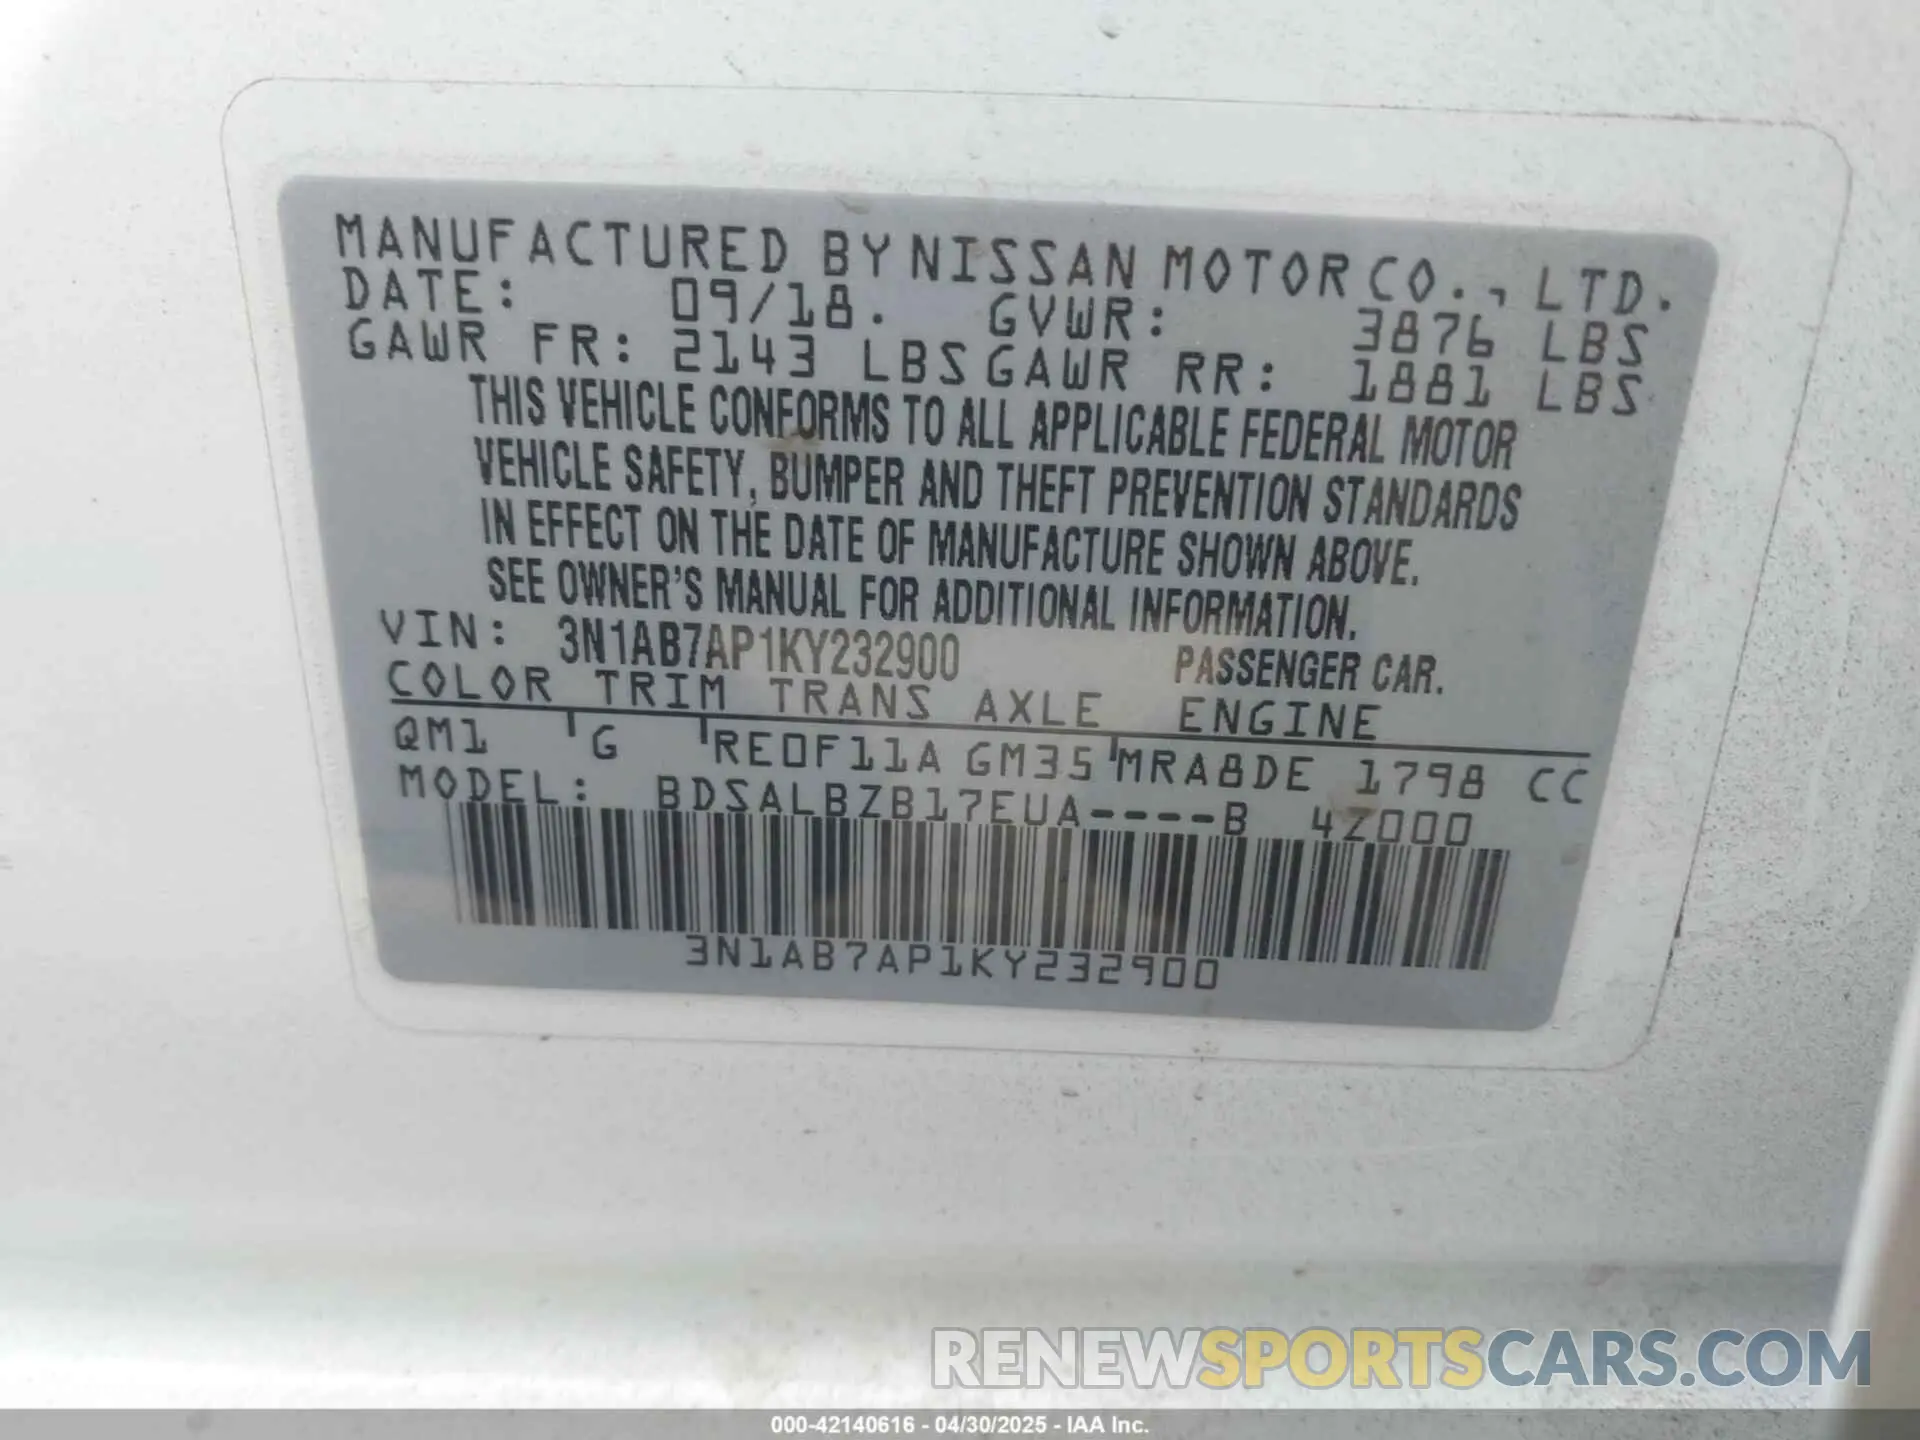 MANUFACTURED BY NISSAN MOTOR CO., LTD.
DATE: 09/18. GVWR: 3876 LBS
GAWR FR: 2143 LBS GAWR RR: 1881 LBS
THIS VEHICLE CONFORMS TO ALL APPLICABLE FEDERAL MOTOR
VEHICLE SAFETY, BUMPER AND THEFT PREVENTION STANDARDS
IN EFFECT ON THE DATE OF MANUFACTURE SHOWN ABOVE.
SEE OWNER'S MANUAL FOR ADDITIONAL INFORMATION.
VIN: 3N1AB7AP1KY232900 PASSENGER CAR.
COLOR TRIM TRANS AXLE ENGINE
QM1 G RE0F11A GM35 MRA8DE 1798 CC
MODEL: BDSALBZB17EUA----B 4Z000
3N1AB7AP1KY232900
RENEWSPORTSCARS.COM
000-42140616 - 04/30/2025 - IAA Inc.